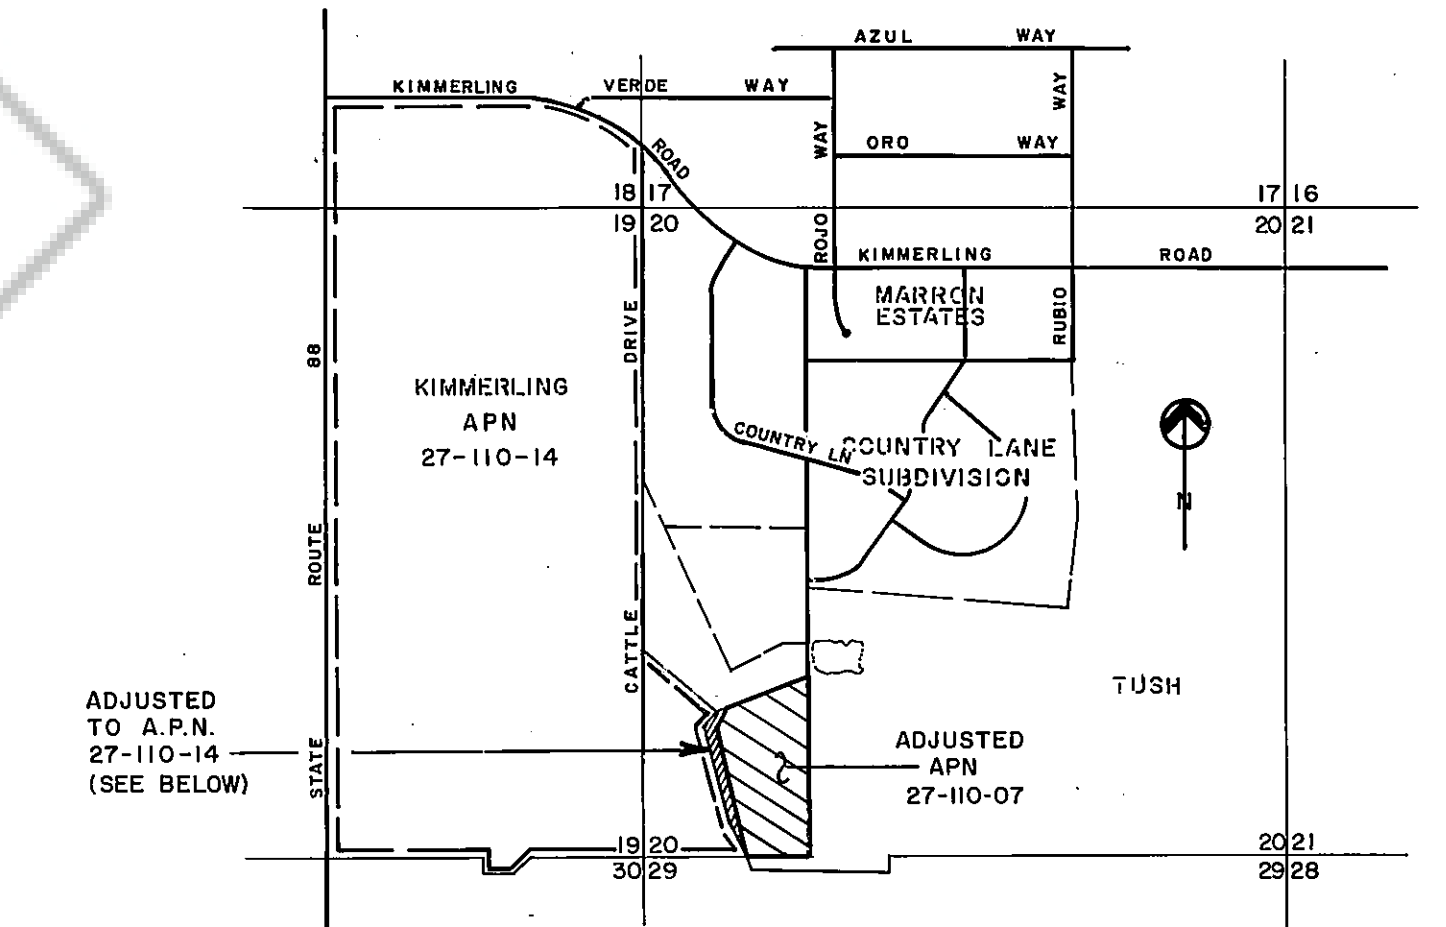 AZUL WAY
KIMMERLING
VERDE WAY
WAY
ROAD
WAY
ORO WAY
18 17
19 20
17 16
20 21
ROJO
KIMMERLING ROAD
MARRON
ESTATES
RUBIO
88
DRIVE
KIMMERLING
APN
27-110-14
COUNTRY LN
COUNTRY LANE
SUBDIVISION
N
ROUTE
CATTLE
TUSH
ADJUSTED
TO A.P.N.
27-110-14
(SEE BELOW)
STATE
ADJUSTED
APN
27-110-07
19 20
30 29
20 21
29 28